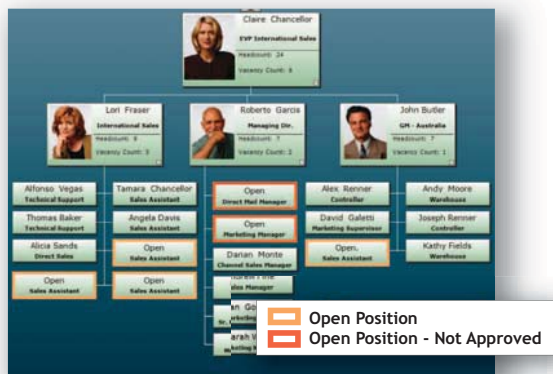 Claire Chancellor
EVP International Sales
Headcount: 24
Vacancy Count: 6
Lori Fraser
International Sales
Headcount: 8
Vacancy Count: 3
Roberto Garcia
Managing Dir.
Headcount: 7
Vacancy Count: 2
John Butler
GM - Australia
Headcount: 7
Vacancy Count: 1
Alfonso Vegas
Technical Support
Thomas Baker
Technical Support
Alicia Sands
Direct Sales
Open
Sales Assistant
Tamara Chancellor
Sales Assistant
Angela Davis
Sales Assistant
Open
Sales Assistant
Open
Sales Assistant
Open
Direct Mail Manager
Open
Marketing Manager
Darian Monte
Channel Sales Manager
Manager
Alex Renner
Controller
David Galetti
Marketing Supervisor
Open.
Sales Assistant
Andy Moore
Warehouse
Joseph Renner
Controller
Kathy Fields
Warehouse
Open Position
Open Position - Not Approved